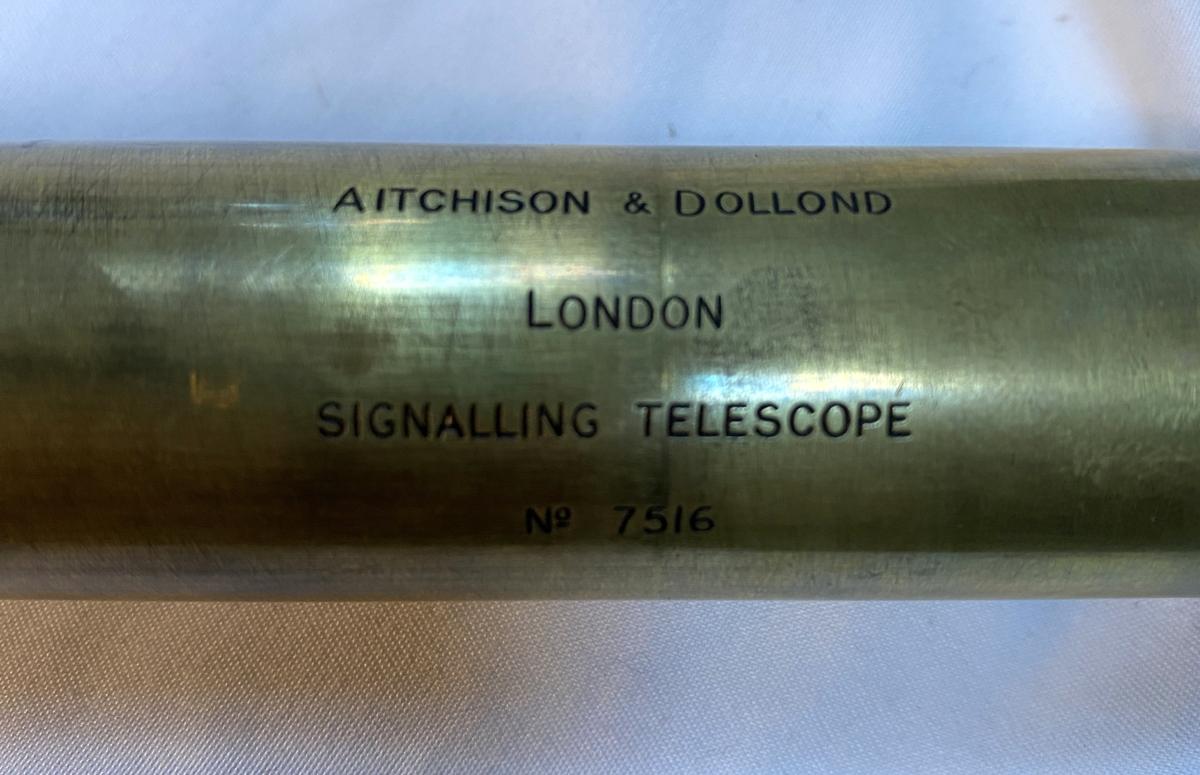 AITCHISON & DOLLOND
LONDON
SIGNALLING TELESCOPE
Nº 7516